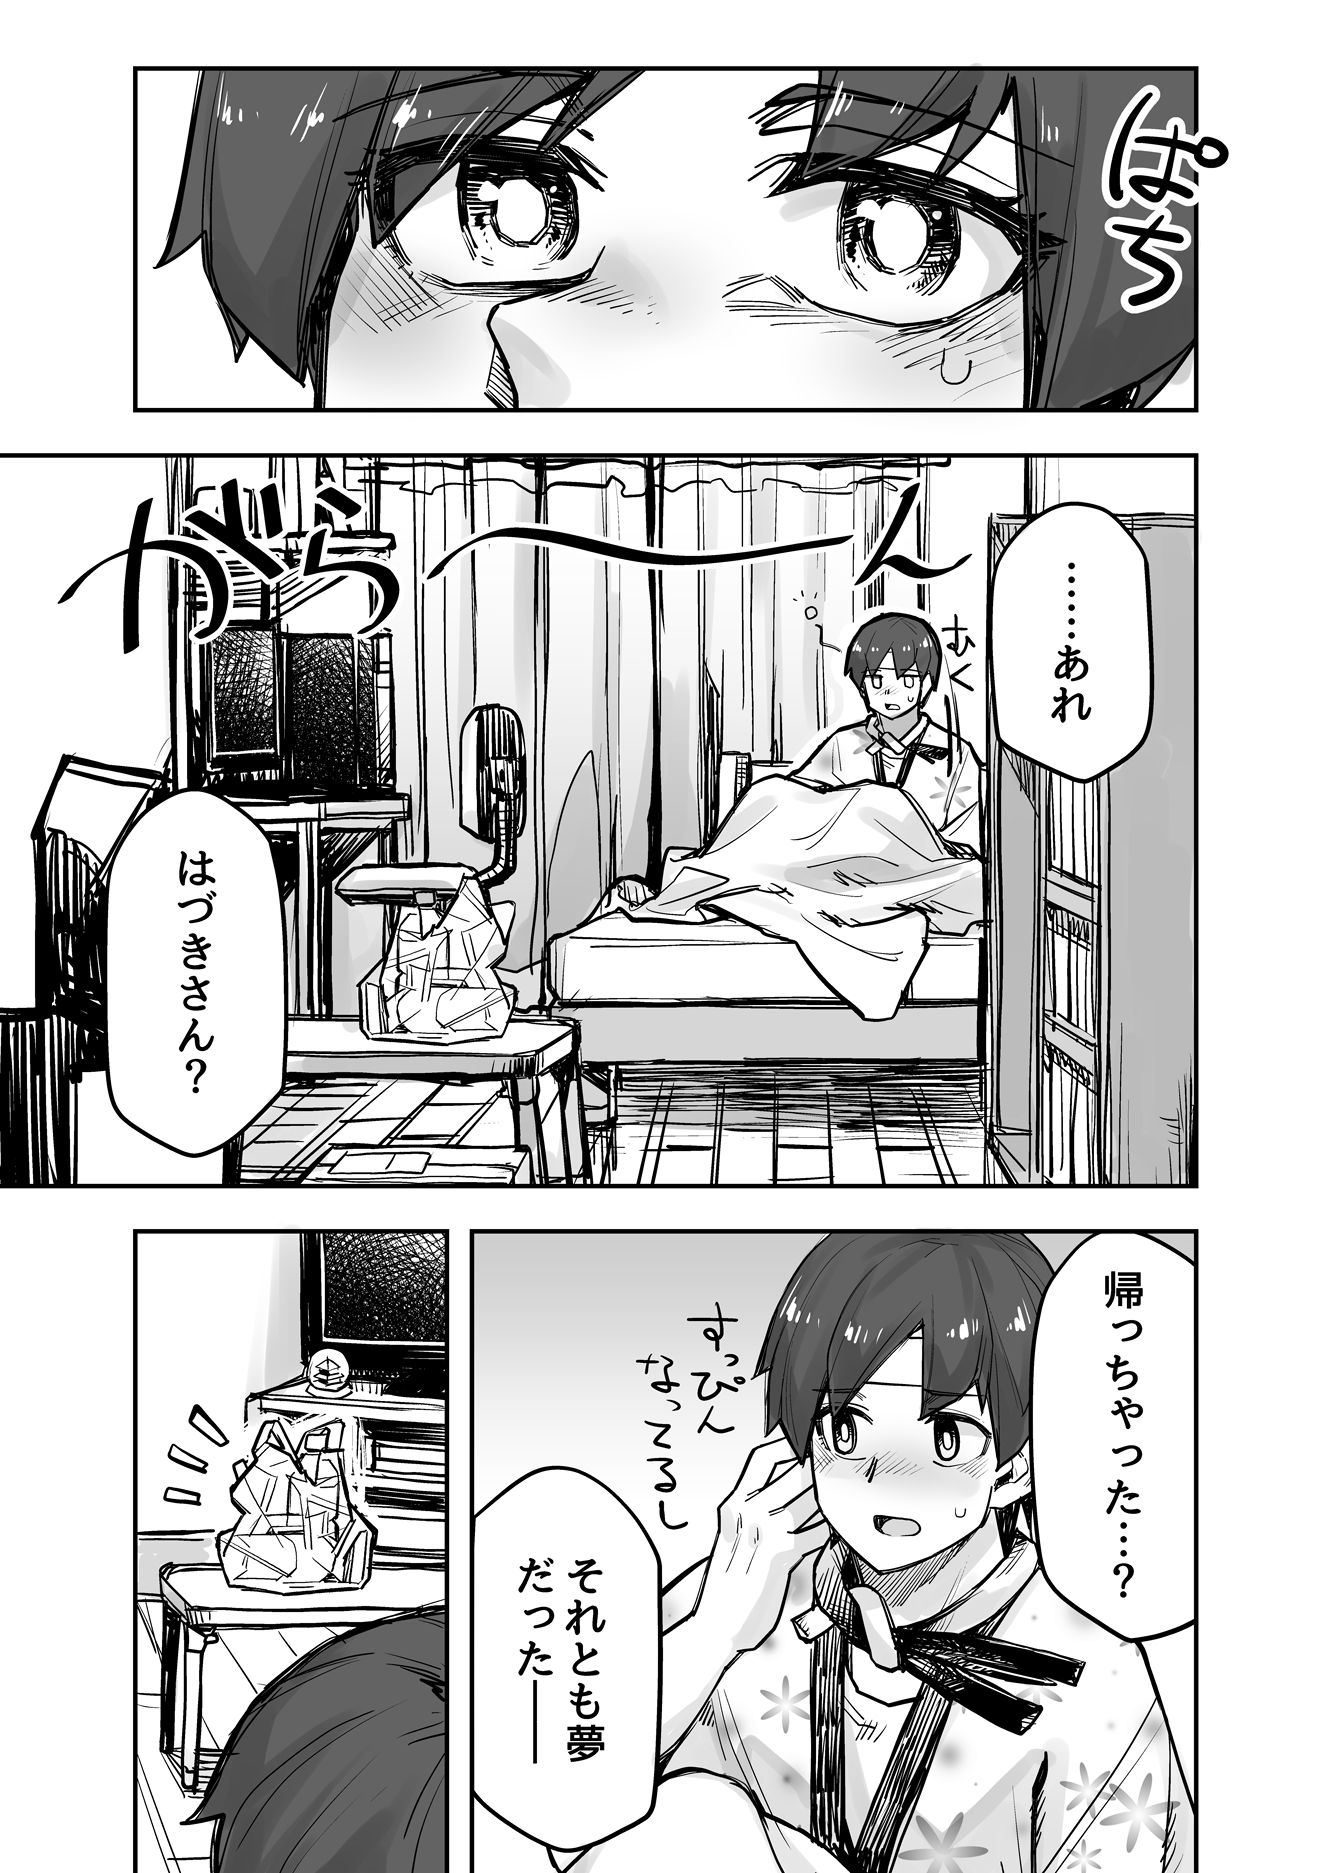 ぱち
……あれ
むくっ
がらーーん
はづきさん？
帰っちゃった…？
すっぴん
なってるし
それとも夢
だった――